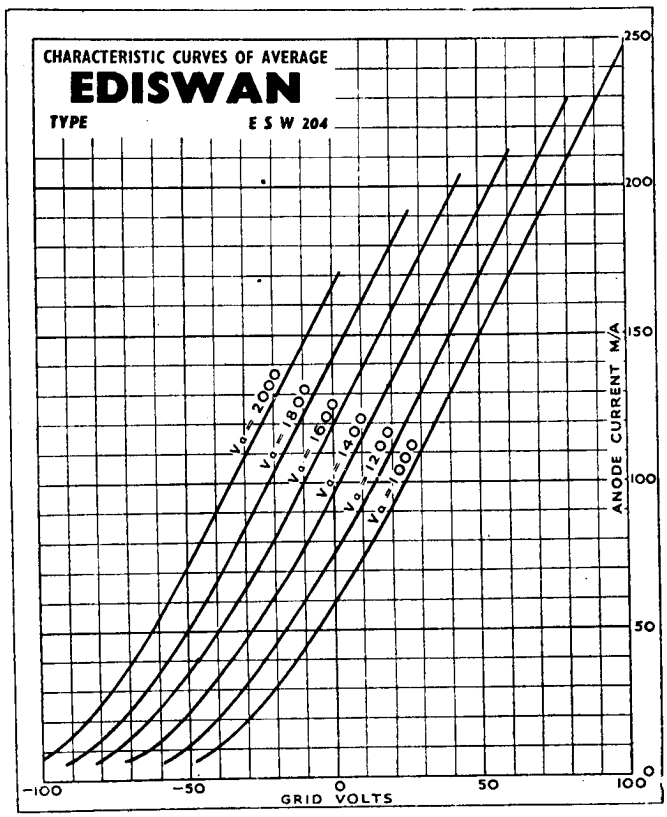 CHARACTERISTIC CURVES OF AVERAGE
EDISWAN
TYPE E S W 204
250
200
150
100
50
0
ANODE CURRENT M/A
Va = 2000
Va = 1800
Va = 1600
Va = 1400
Va = 1200
Va = 1000
-100 -50 0 50 100
GRID VOLTS